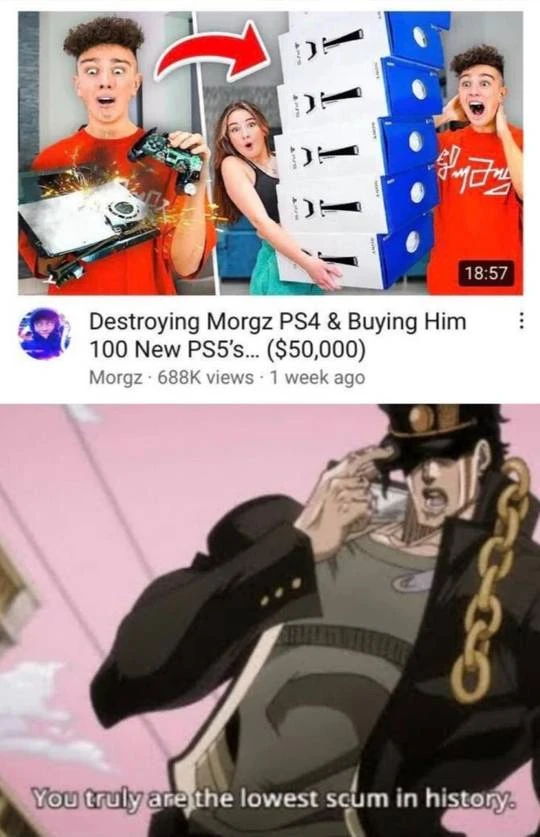 18:57
Destroying Morgz PS4 & Buying Him
100 New PS5's... ($50,000)
Morgz · 688K views · 1 week ago
You truly are the lowest scum in history.